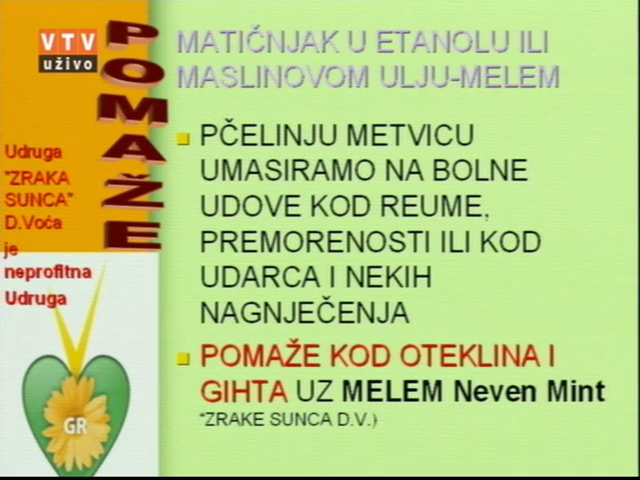 VTV
uživo
POMAŽE
Udruga
"ZRAKA
SUNCA"
D.Voća
je
neprofitna
Udruga
GR
MATIČNJAK U ETANOLU ILI
MASLINOVOM ULJU-MELEM
PČELINJU METVICU
UMASIRAMO NA BOLNE
UDOVE KOD REUME,
PREMORENOSTI ILI KOD
UDARCA I NEKIH
NAGNJEČENJA
POMAŽE KOD OTEKLINA I
GIHTA UZ MELEM Neven Mint
"ZRAKE SUNCA D.V.)